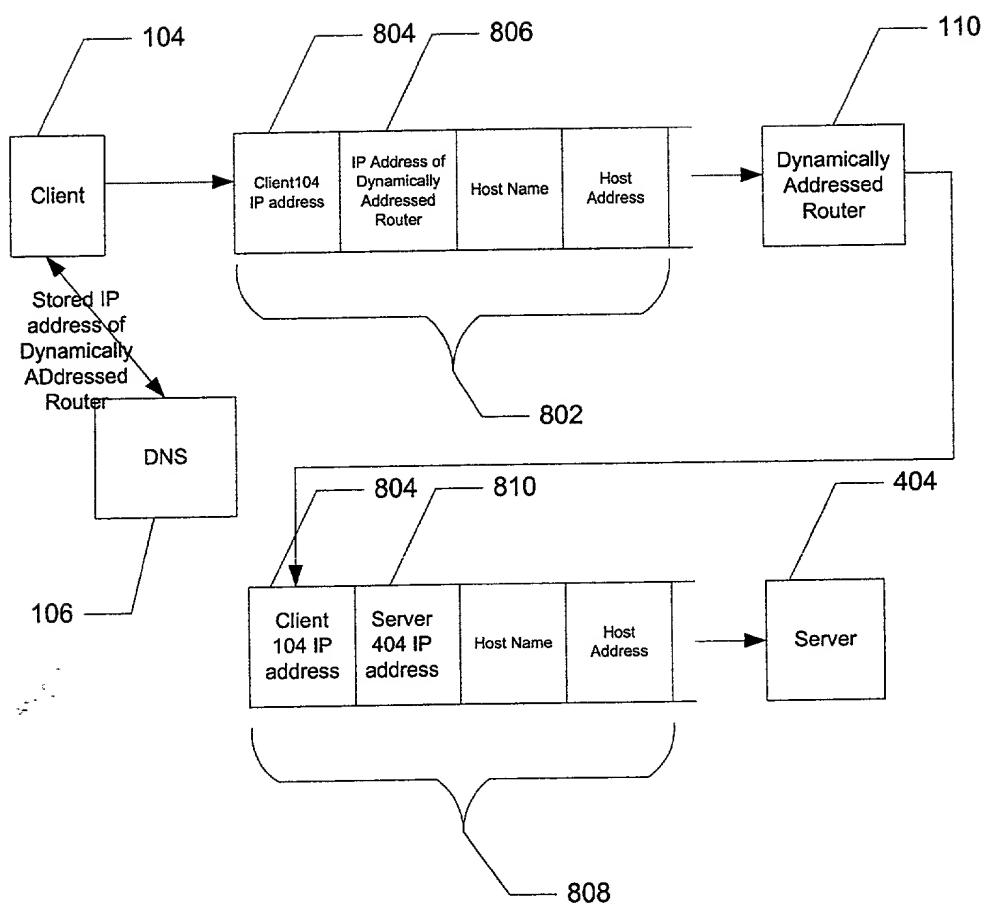 104
804
806
110
Client
Client104
IP address
IP Address of
Dynamically
Addressed
Router
Host Name
Host
Address
Dynamically
Addressed
Router
Stored IP
address of
Dynamically
ADdressed
Router
802
DNS
106
804
810
404
Client
104 IP
address
Server
404 IP
address
Host Name
Host
Address
Server
808